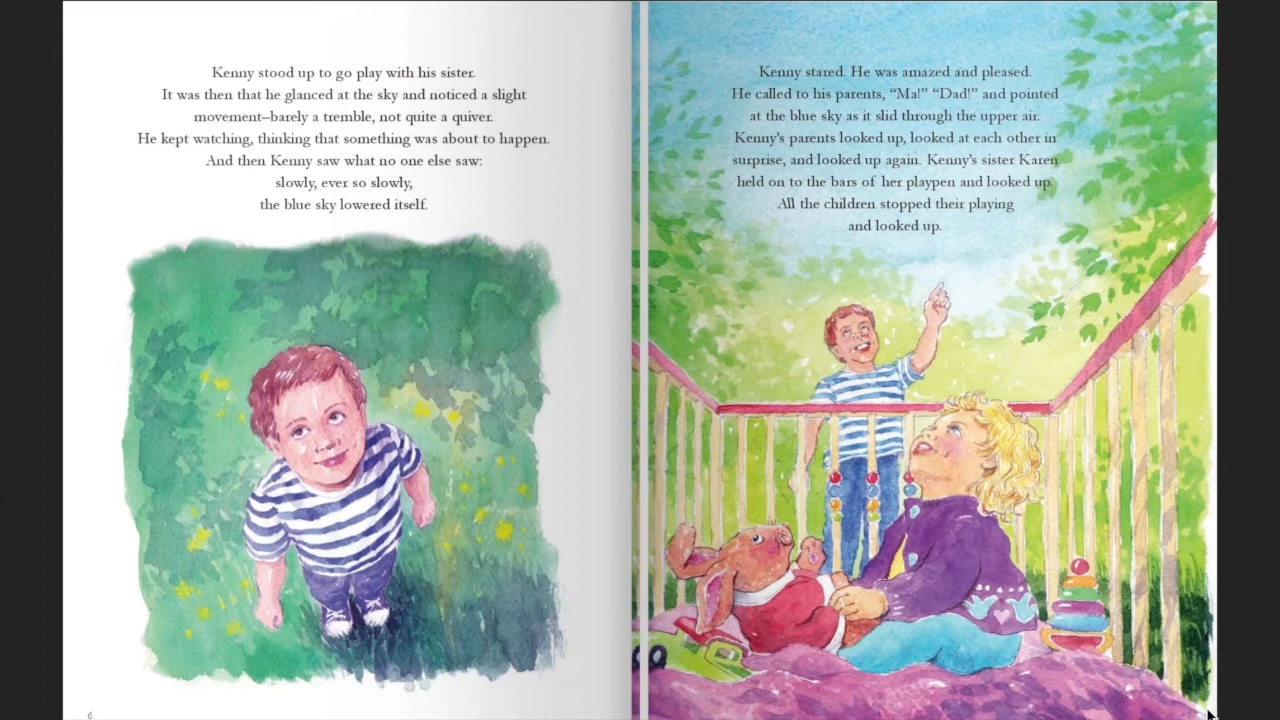 Kenny stood up to go play with his sister.
It was then that he glanced at the sky and noticed a slight
movement–barely a tremble, not quite a quiver.
He kept watching, thinking that something was about to happen.
And then Kenny saw what no one else saw:
slowly, ever so slowly,
the blue sky lowered itself.
6
Kenny stared. He was amazed and pleased.
He called to his parents, “Ma!” “Dad!” and pointed
at the blue sky as it slid through the upper air.
Kenny’s parents looked up, looked at each other in
surprise, and looked up again. Kenny’s sister Karen
held on to the bars of her playpen and looked up.
All the children stopped their playing
and looked up.